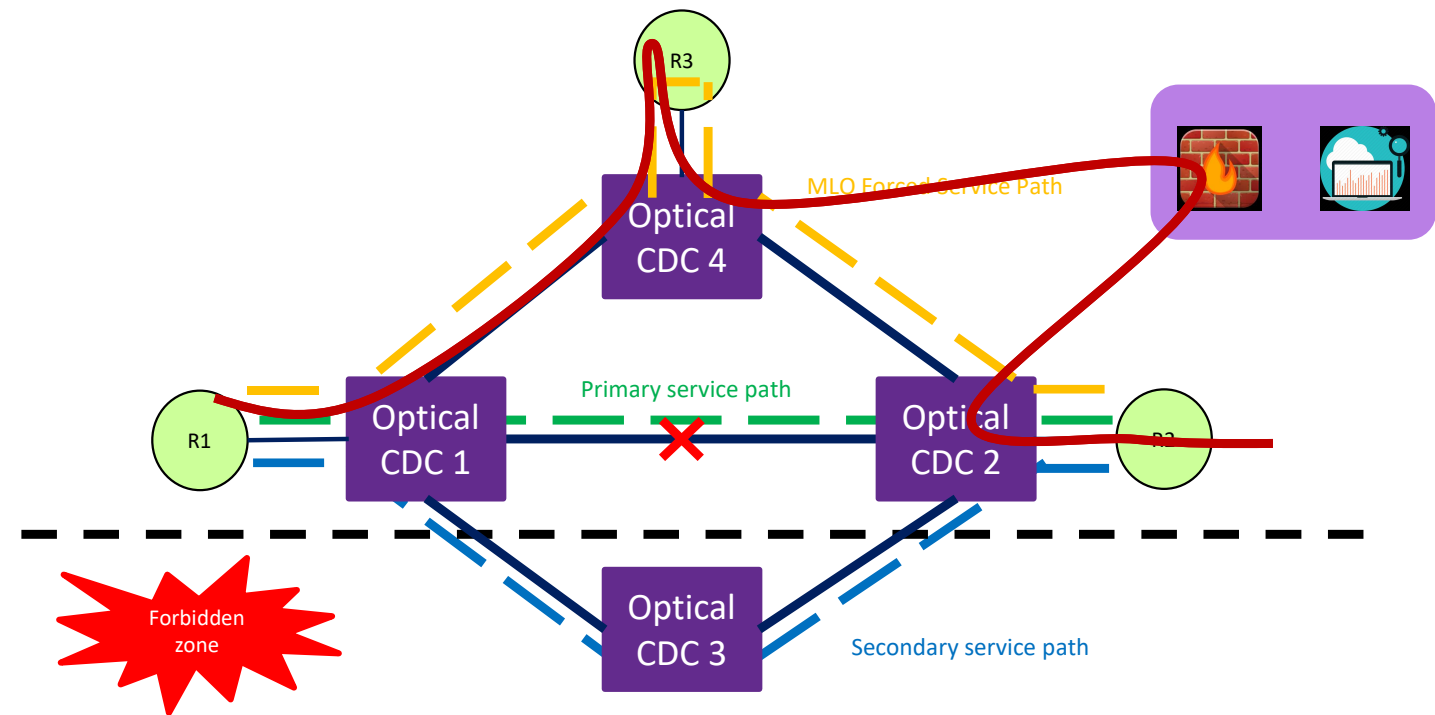 R3
MLO Forced Service Path
Optical
CDC 4
Primary service path
R1
Optical
CDC 1
Optical
CDC 2
R2
Forbidden
zone
Optical
CDC 3
Secondary service path